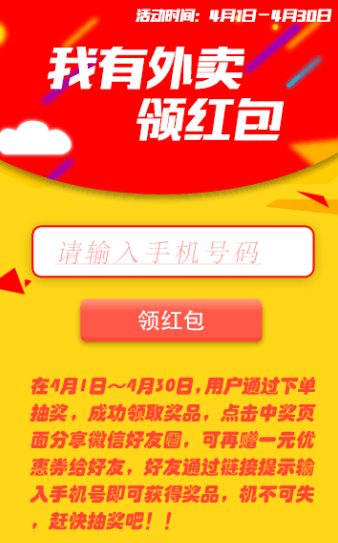 活动时间：4月1日－4月30日
我有外卖
领红包
请输入手机号码
领红包
在4月1日～4月30日,用户通过下单
抽奖，成功领取奖品，点击中奖页
面分享微信好友圈，可再赠一元优
惠券给好友，好友通过链接提示输
入手机号即可获得奖品，机不可失
，赶快抽奖吧！！